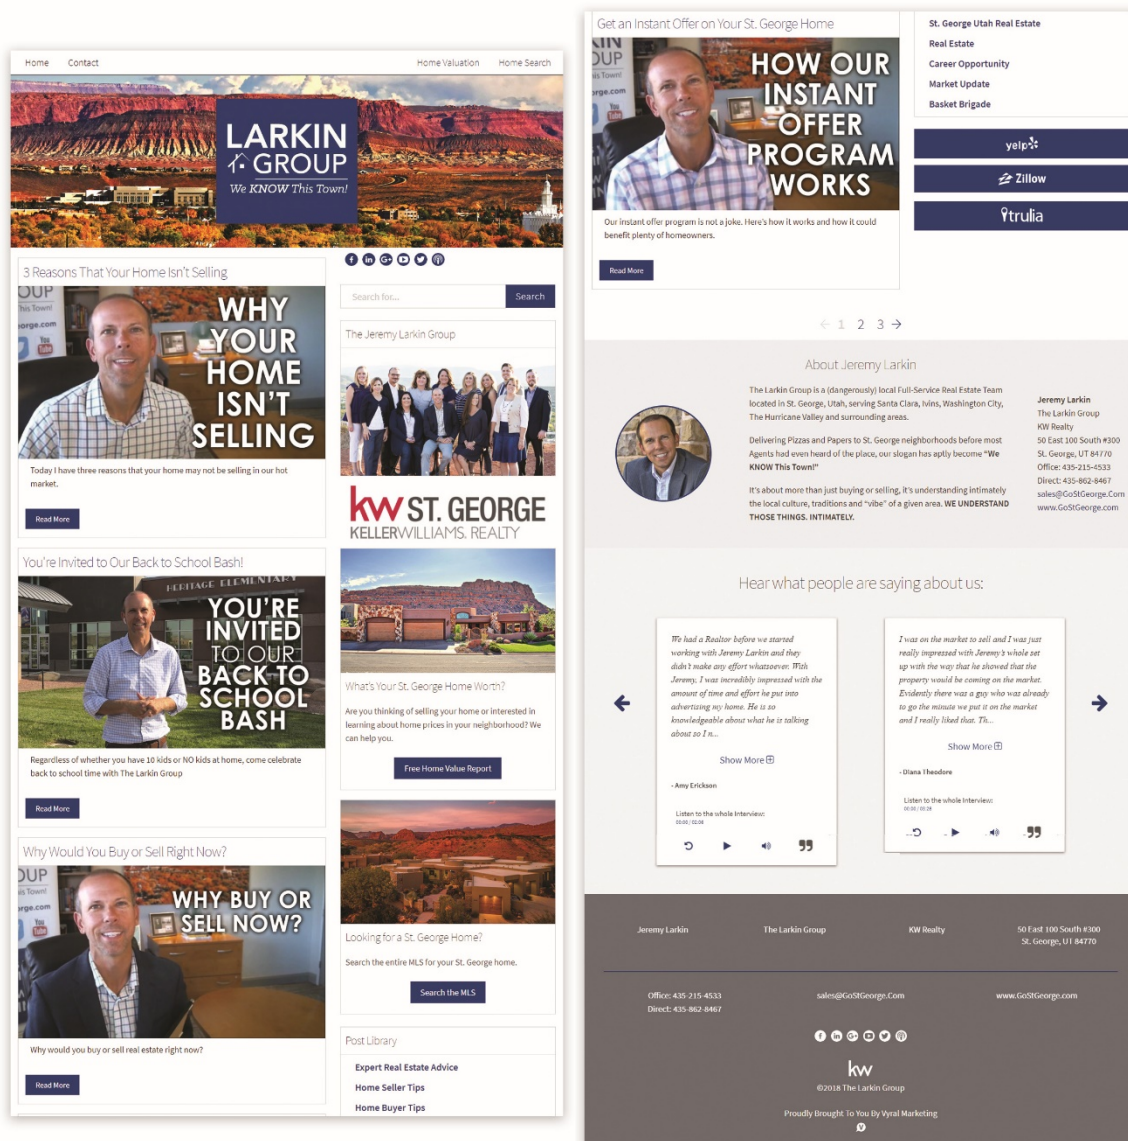 Home Contact Home Valuation Home Search
LARKIN
GROUP
We KNOW This Town!
3 Reasons That Your Home Isn't Selling
OUP
his Town!
eorge.com
You
Tube
WHY
YOUR
HOME
ISN'T
SELLING
Today I have three reasons that your home may not be selling in our hot
market.
Read More
You're Invited to Our Back to School Bash!
HERITAGE ELEMENTARY
YOU'RE
INVITED
TO OUR
BACK TO
SCHOOL
BASH
Regardless of whether you have 10 kids or NO kids at home, come celebrate
back to school time with The Larkin Group
Read More
Why Would You Buy or Sell Right Now?
OUP
is Town!
rge.com
You
Tube
WHY BUY OR
SELL NOW?
Why would you buy or sell real estate right now?
Read More
Search for...
Search
The Jeremy Larkin Group
kw ST. GEORGE
KELLERWILLIAMS. REALTY
What's Your St. George Home Worth?
Are you thinking of selling your home or interested in
learning about home prices in your neighborhood? We
can help you.
Free Home Value Report
Looking for a St. George Home?
Search the entire MLS for your St. George home.
Search the MLS
Post Library
Expert Real Estate Advice
Home Seller Tips
Home Buyer Tips
Get an Instant Offer on Your St. George Home
KIN
OUP
his Town!
orge.com
HOW OUR
INSTANT
OFFER
PROGRAM
WORKS
Our instant offer program is not a joke. Here's how it works and how it could
benefit plenty of homeowners.
Read More
St. George Utah Real Estate
Real Estate
Career Opportunity
Market Update
Basket Brigade
yelp
Zillow
trulia
← 1 2 3 →
About Jeremy Larkin
The Larkin Group is a (dangerously) local Full-Service Real Estate Team
located in St. George, Utah, serving Santa Clara, Ivins, Washington City,
The Hurricane Valley and surrounding areas.
Delivering Pizzas and Papers to St. George neighborhoods before most
Agents had even heard of the place, our slogan has aptly become "We
KNOW This Town!"
It's about more than just buying or selling, it's understanding intimately
the local culture, traditions and "vibe" of a given area. WE UNDERSTAND
THOSE THINGS. INTIMATELY.
Jeremy Larkin
The Larkin Group
KW Realty
50 East 100 South #300
St. George, UT 84770
Office: 435-215-4533
Direct: 435-862-8467
sales@GoStGeorge.Com
www.GoStGeorge.com
Hear what people are saying about us:
We had a Realtor before we started
working with Jeremy Larkin and they
didn't make any effort whatsoever. With
Jeremy, I was incredibly impressed with the
amount of time and effort he put into
advertising my home. He is so
knowledgeable about what he is talking
about so I n...
Show More
- Amy Erickson
Listen to the whole Interview:
00:00 / 02:08
I was on the market to sell and I was just
really impressed with Jeremy's whole set
up with the way that he showed that the
property would be coming on the market.
Evidently there was a guy who was already
to go the minute we put it on the market
and I really liked that. Th...
Show More
- Diana Theodore
Listen to the whole Interview:
Jeremy Larkin The Larkin Group KW Realty 50 East 100 South #300
St. George, UT 84770
Office: 435-215-4533 sales@GoStGeorge.Com www.GoStGeorge.com
Direct: 435-862-8467
kw
©2018 The Larkin Group
Proudly Brought To You By Vyral Marketing